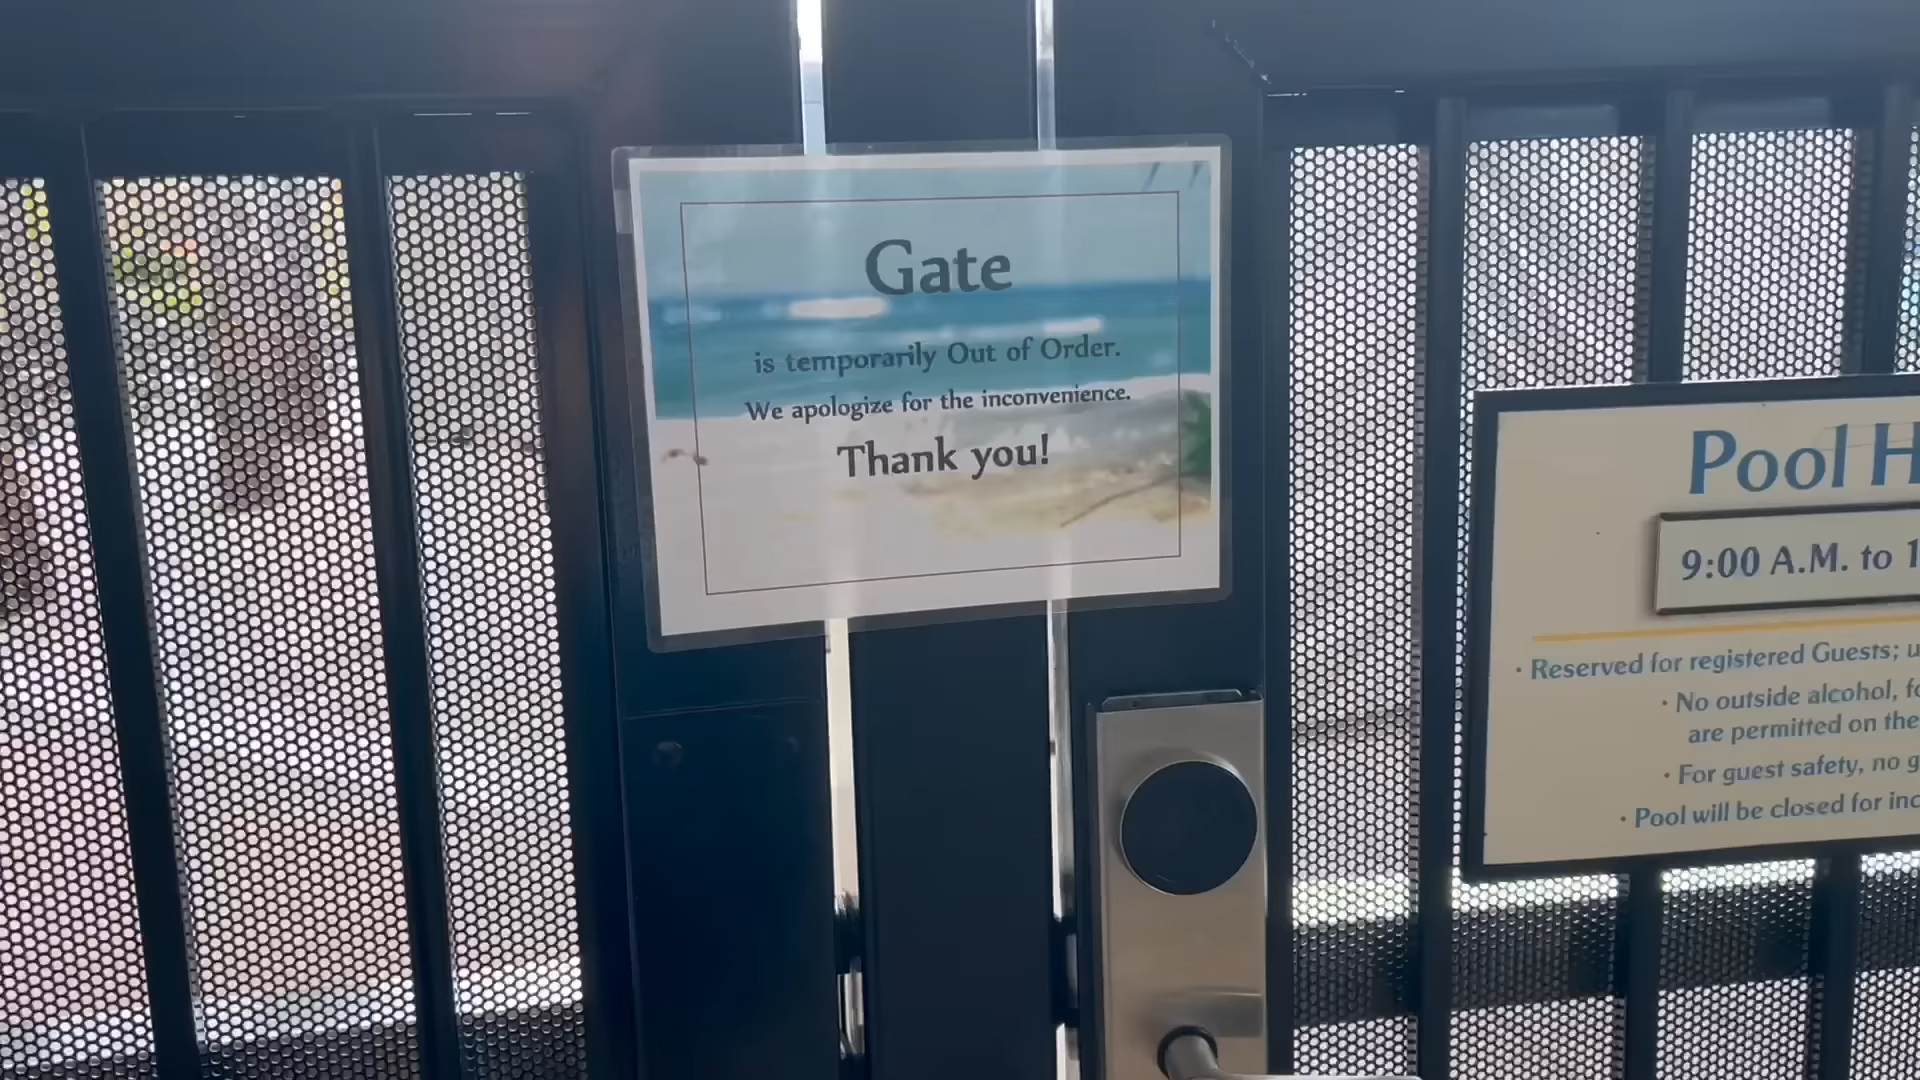 Gate
is temporarily Out of Order.
We apologize for the inconvenience.
Thank you!
Pool
9:00 A.M. to
• Reserved for registered Guests;
• No outside alcohol,
are permitted on the
• For guest safety, no
• Pool will be closed for